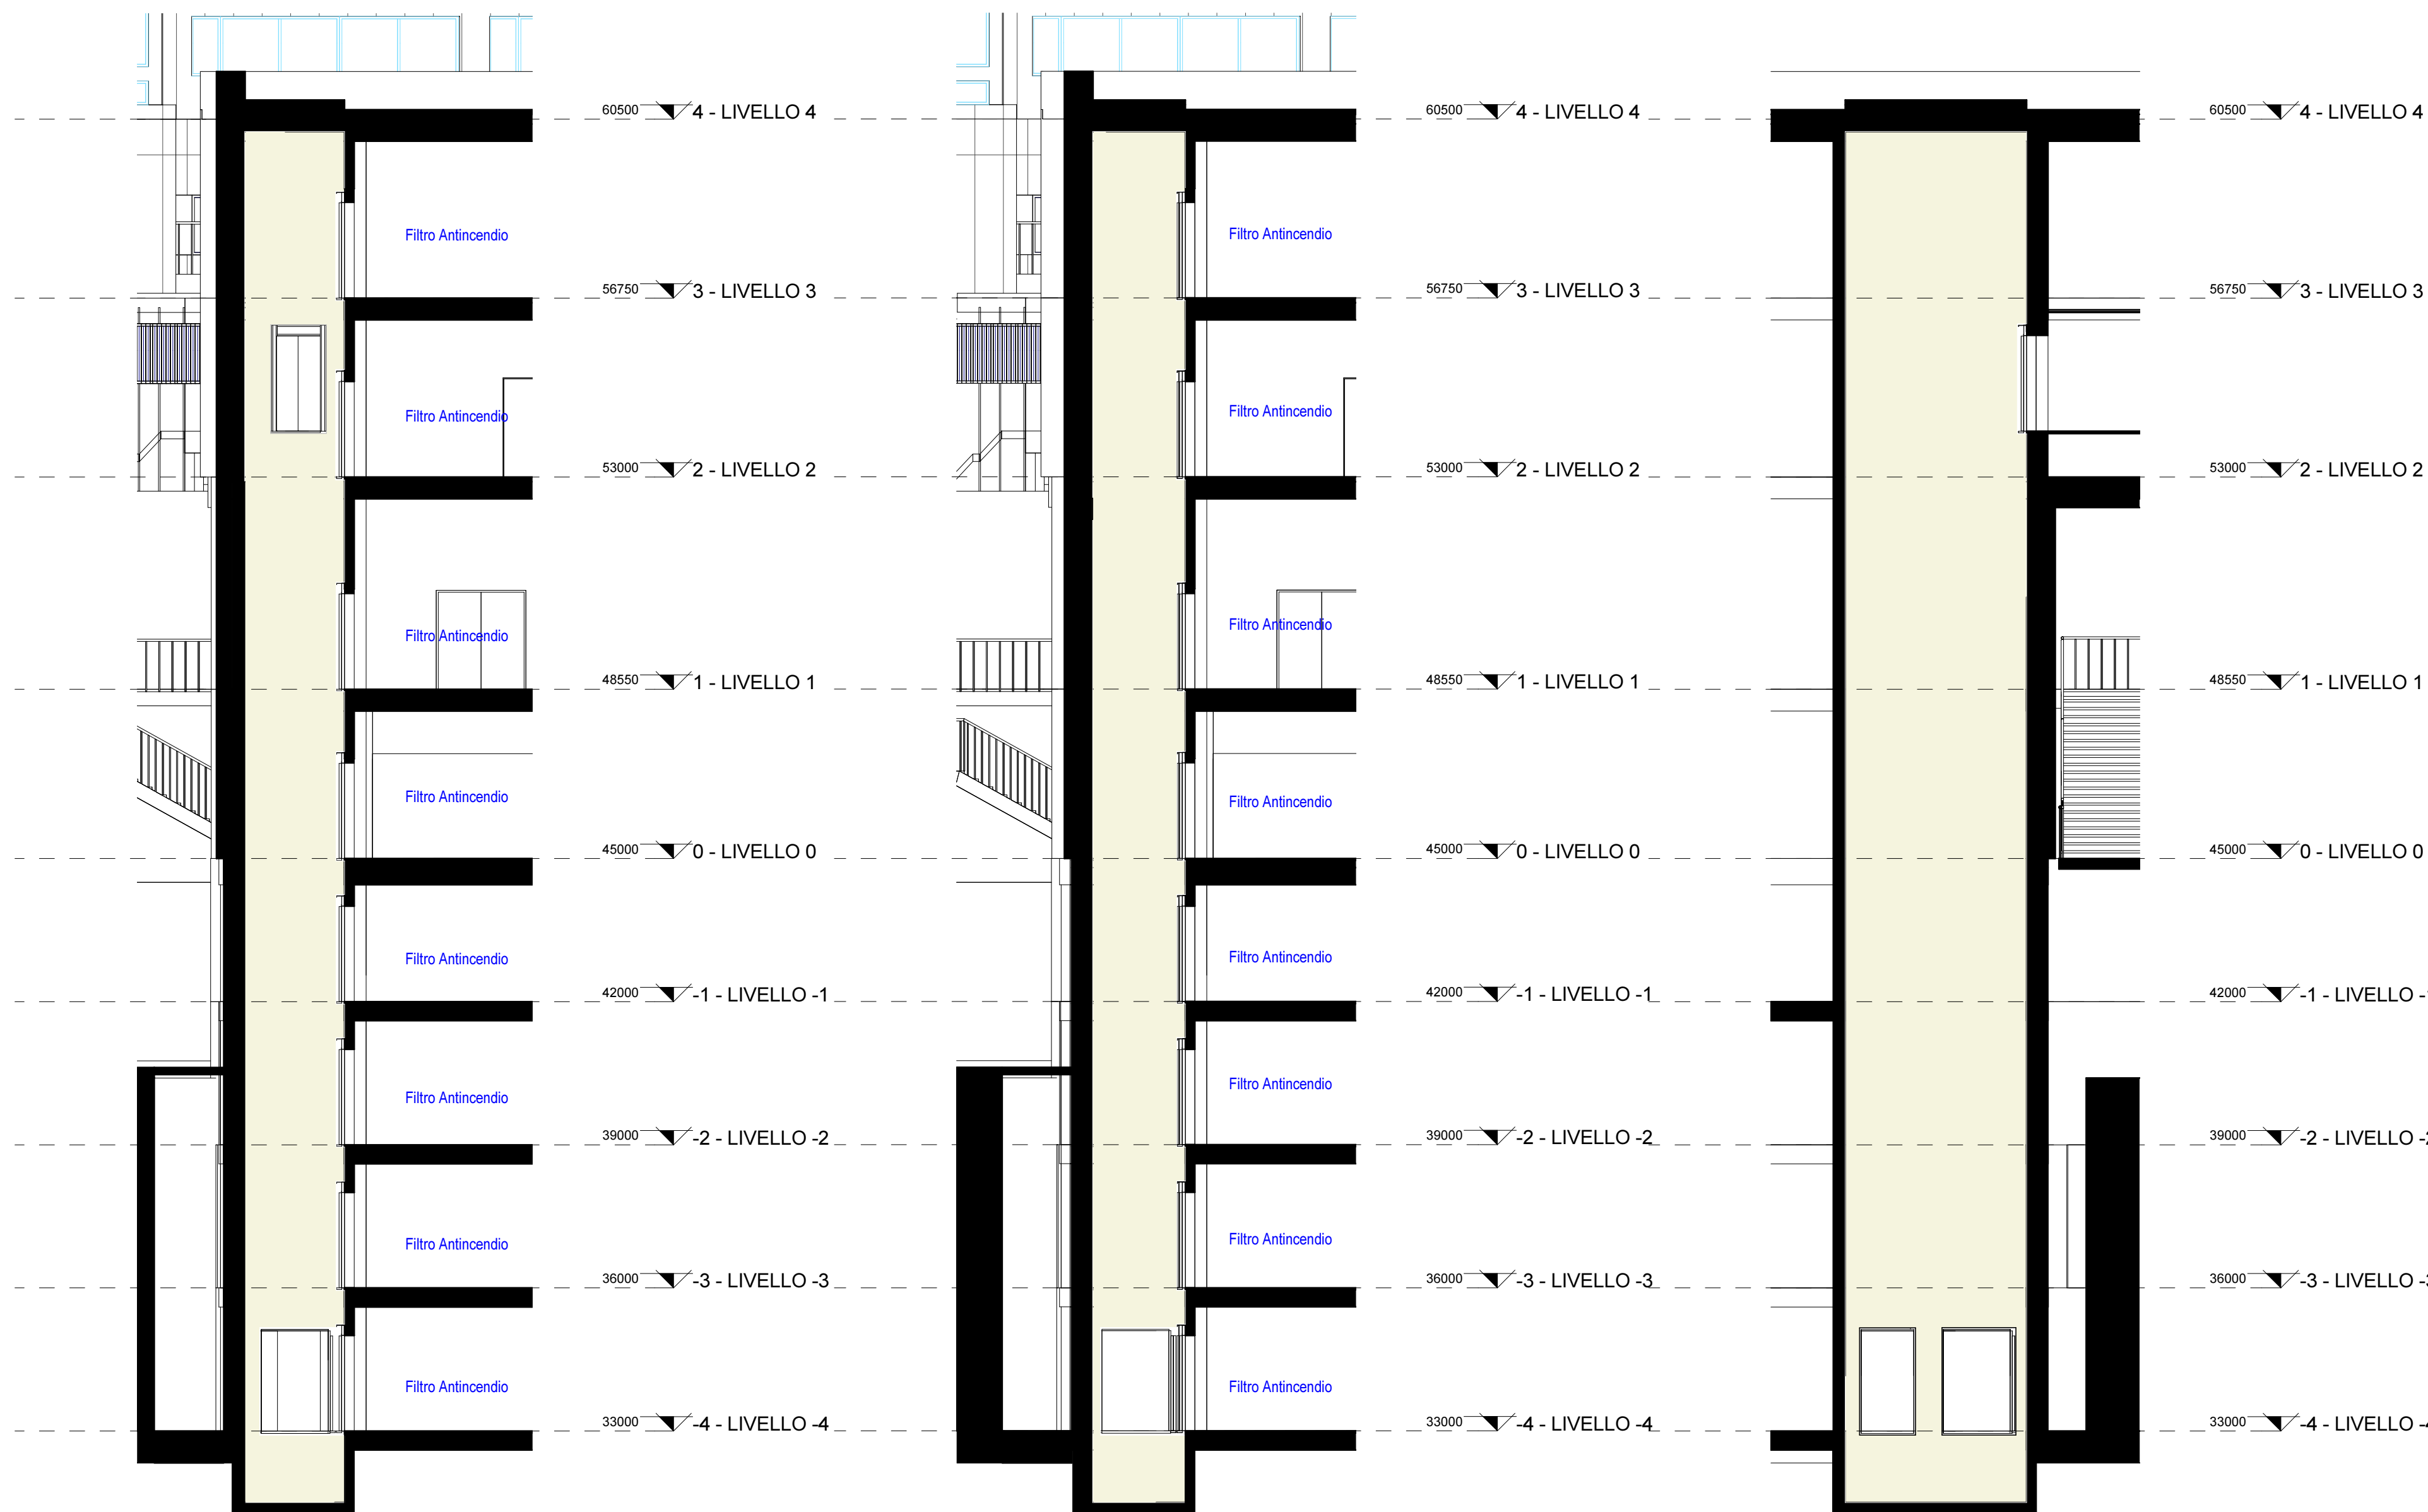 60500 4 - LIVELLO 4 60500 4 - LIVELLO 4 60500 4 - LIVELLO 4
Filtro Antincendio Filtro Antincendio
56750 3 - LIVELLO 3 56750 3 - LIVELLO 3 56750 3 - LIVELLO 3
Filtro Antincendio Filtro Antincendio
53000 2 - LIVELLO 2 53000 2 - LIVELLO 2 53000 2 - LIVELLO 2
Filtro Antincendio Filtro Antincendio
48550 1 - LIVELLO 1 48550 1 - LIVELLO 1 48550 1 - LIVELLO 1
Filtro Antincendio Filtro Antincendio
45000 0 - LIVELLO 0 45000 0 - LIVELLO 0 45000 0 - LIVELLO 0
Filtro Antincendio Filtro Antincendio
42000 -1 - LIVELLO -1 42000 -1 - LIVELLO -1 42000 -1 - LIVELLO -1
Filtro Antincendio Filtro Antincendio
39000 -2 - LIVELLO -2 39000 -2 - LIVELLO -2 39000 -2 - LIVELLO -2
Filtro Antincendio Filtro Antincendio
36000 -3 - LIVELLO -3 36000 -3 - LIVELLO -3 36000 -3 - LIVELLO -3
Filtro Antincendio Filtro Antincendio
33000 -4 - LIVELLO -4 33000 -4 - LIVELLO -4 33000 -4 - LIVELLO -4